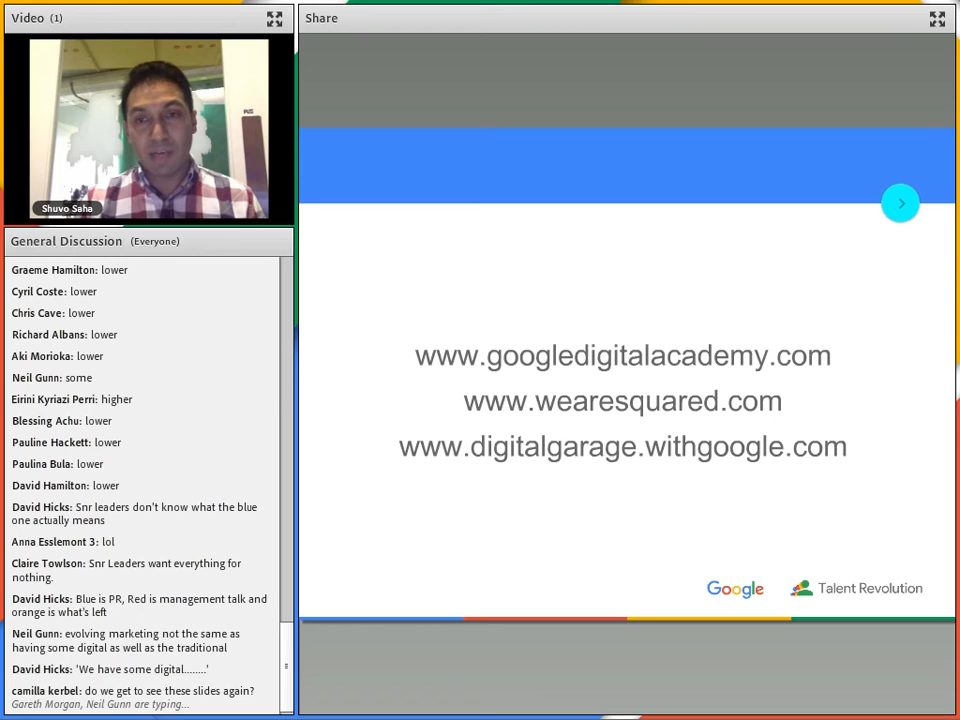 Video (1)
Shuvo Saha
General Discussion (Everyone)
Graeme Hamilton: lower
Cyril Coste: lower
Chris Cave: lower
Richard Albans: lower
Aki Morioka: lower
Neil Gunn: some
Eirini Kyriazi Perri: higher
Blessing Achu: lower
Pauline Hackett: lower
Paulina Bula: lower
David Hamilton: lower
David Hicks: Snr leaders don't know what the blue
one actually means
Anna Esslemont 3: lol
Claire Towlson: Snr Leaders want everything for
nothing.
David Hicks: Blue is PR, Red is management talk and
orange is what's left
Neil Gunn: evolving marketing not the same as
having some digital as well as the traditional
David Hicks: 'We have some digital........'
camilla kerbel: do we get to see these slides again?
Gareth Morgan, Neil Gunn are typing...
Share
www.googledigitalacademy.com
www.wearesquared.com
www.digitalgarage.withgoogle.com
Google Talent Revolution